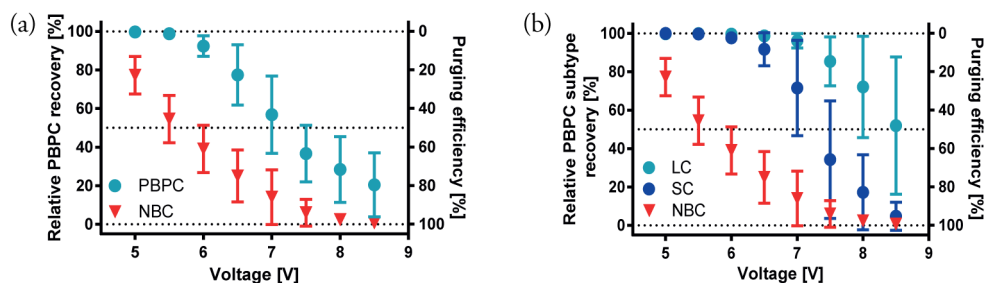 (a)
Relative PBPC recovery [%]
100
80
60
40
20
0
PBPC
NBC
0
20
40
60
80
100
Purging efficiency [%]
5
6
7
8
9
Voltage [V]
(b)
Relative PBPC subtype
recovery [%]
100
80
60
40
20
0
LC
SC
NBC
0
20
40
60
80
100
Purging efficiency
[%]
5
6
7
8
9
Voltage [V]